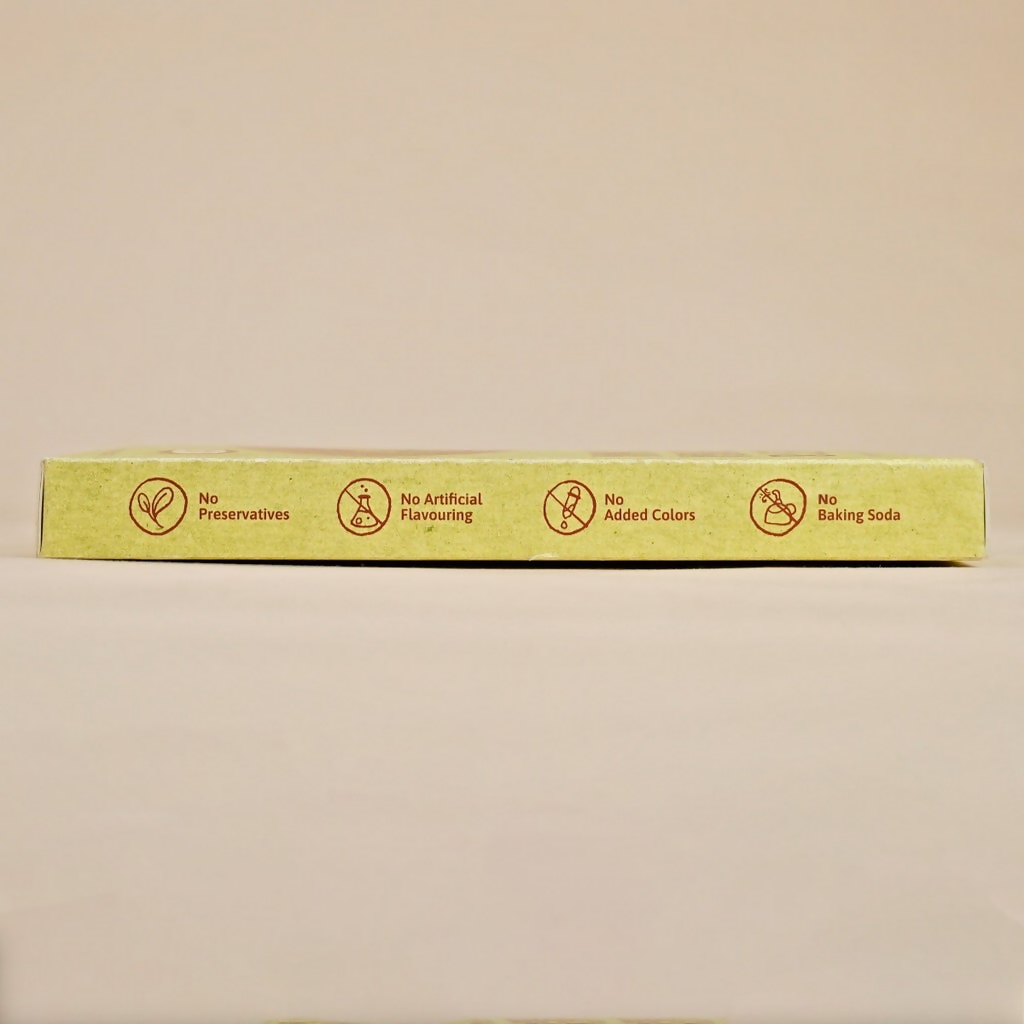 No
Preservatives
No Artificial
Flavouring
No
Added Colors
No
Baking Soda